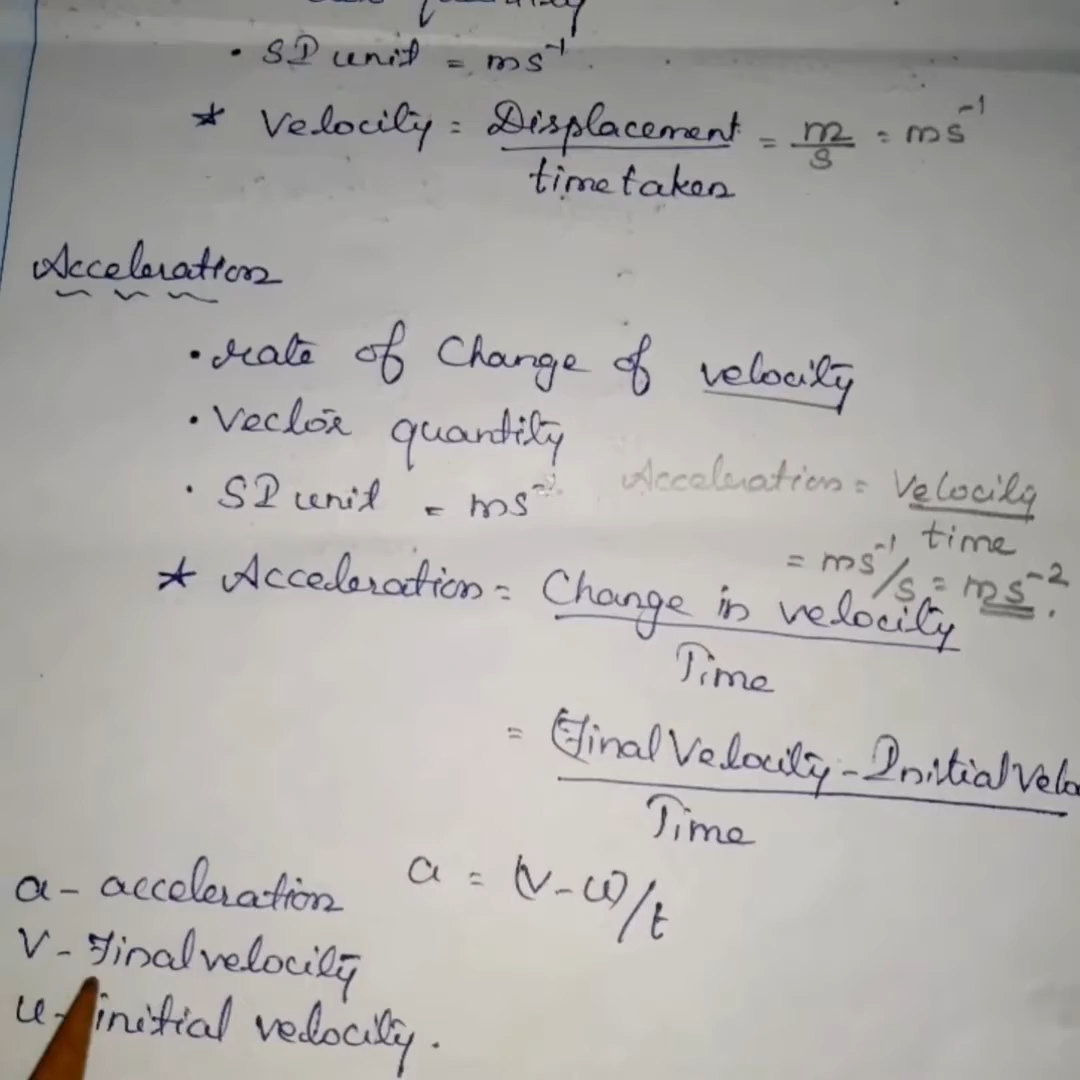 quantity
• SI unit = ms⁻¹.
* Velocity = Displacement / time taken = m/s = ms⁻¹
Acceleration
• rate of Change of velocity
• Vector quantity
• SI unit = ms⁻²
Acceleration = Velocity / time
= ms⁻¹/s = ms⁻².
* Acceleration = Change in velocity / Time
= (Final Velocity - Initial Velo / Time
a = (v-u)/t
a - acceleration
v - Final velocity
u - initial velocity.